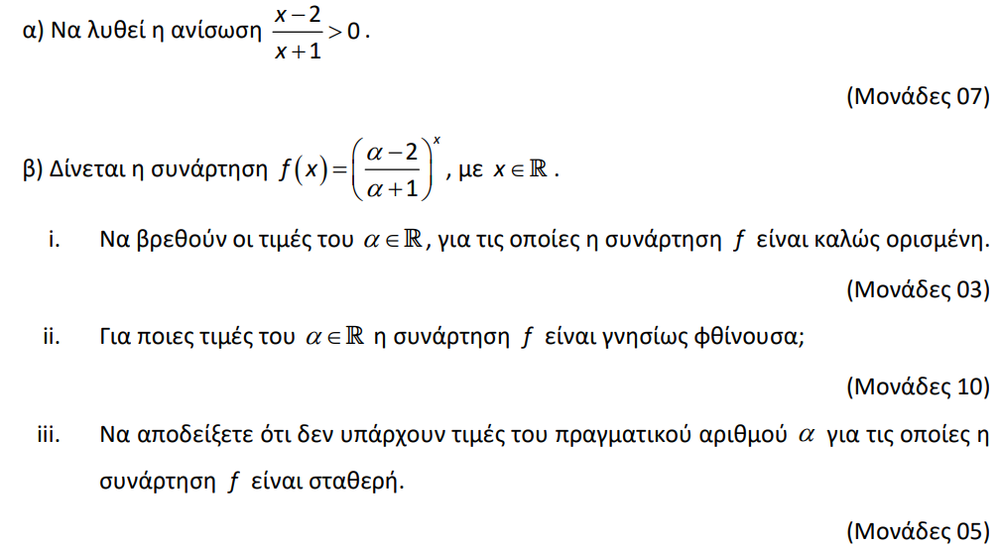 α) Να λυθεί η ανίσωση $\frac{x-2}{x+1}>0$ .
(Μονάδες 07)
β) Δίνεται η συνάρτηση $f(x)=\left(\frac{\alpha-2}{\alpha+1}\right)^{x}$ , με $x \in \mathbb{R}$ .
i. Να βρεθούν οι τιμές του $\alpha \in \mathbb{R}$, για τις οποίες η συνάρτηση $f$ είναι καλώς ορισμένη.
(Μονάδες 03)
ii. Για ποιες τιμές του $\alpha \in \mathbb{R}$ η συνάρτηση $f$ είναι γνησίως φθίνουσα;
(Μονάδες 10)
iii. Να αποδείξετε ότι δεν υπάρχουν τιμές του πραγματικού αριθμού $\alpha$ για τις οποίες η
συνάρτηση $f$ είναι σταθερή.
(Μονάδες 05)